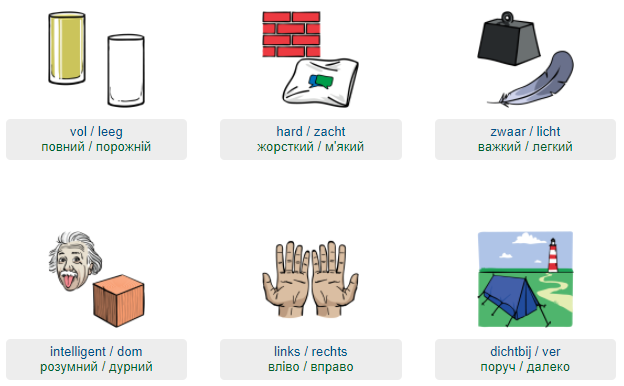 vol / leeg
повний / порожній
hard / zacht
жорсткий / м'який
zwaar / licht
важкий / легкий
intelligent / dom
розумний / дурний
links / rechts
вліво / вправо
dichtbij / ver
поруч / далеко